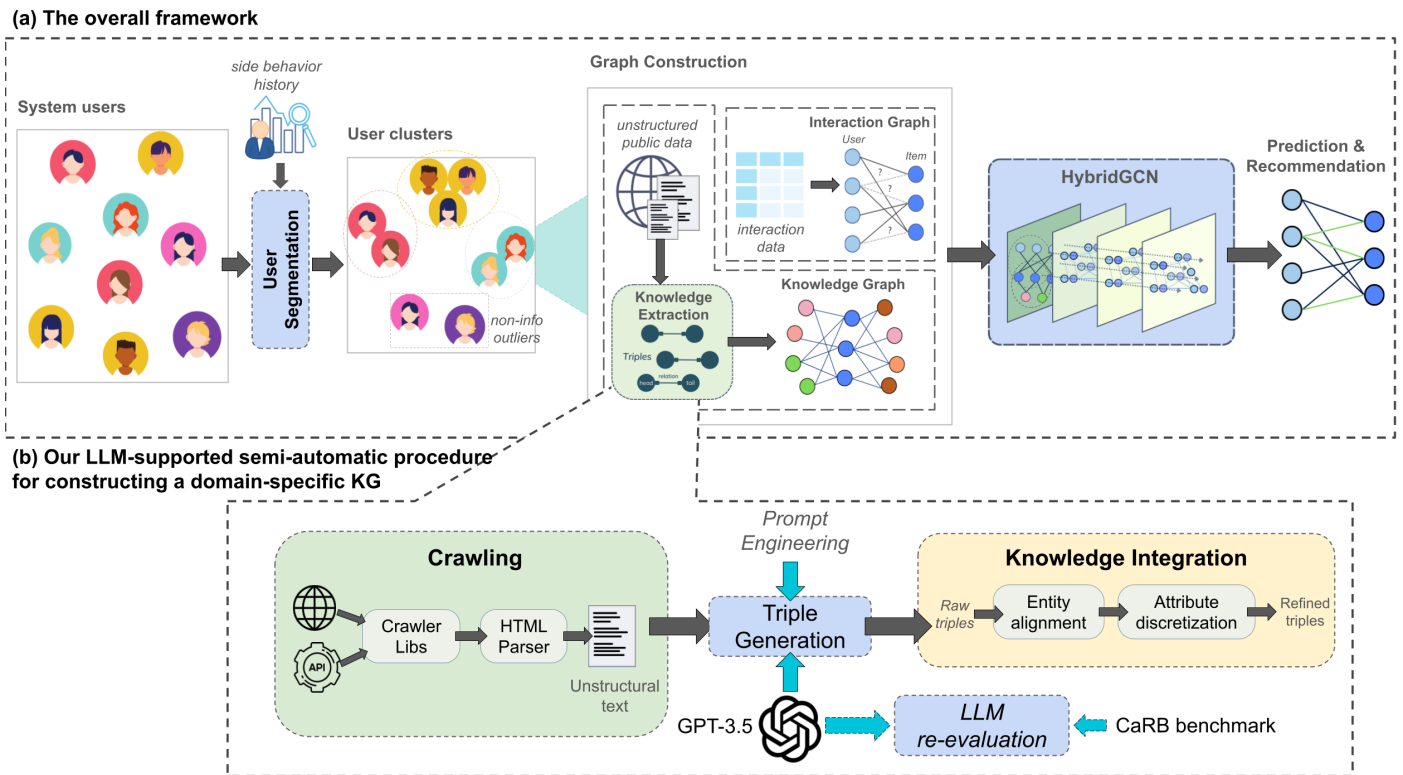 (a) The overall framework
side behavior
history
System users
User clusters
User
Segmentation
non-info
outliers
Graph Construction
unstructured
public data
Interaction Graph
User
Item
?
?
?
interaction
data
Knowledge
Extraction
Triples
relation
head
tail
Knowledge Graph
HybridGCN
Prediction &
Recommendation
(b) Our LLM-supported semi-automatic procedure
for constructing a domain-specific KG
Crawling
API
Crawler
Libs
HTML
Parser
Unstructural
text
Prompt
Engineering
Triple
Generation
GPT-3.5
Knowledge Integration
Raw
triples
Entity
alignment
Attribute
discretization
Refined
triples
LLM
re-evaluation
CaRB benchmark